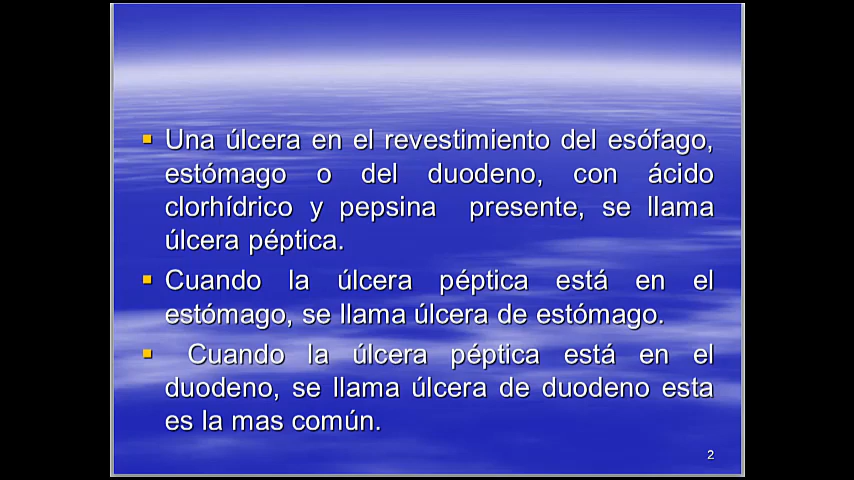 Una úlcera en el revestimiento del esófago,
estómago o del duodeno, con ácido
clorhídrico y pepsina presente, se llama
úlcera péptica.
Cuando la úlcera péptica está en el
estómago, se llama úlcera de estómago.
Cuando la úlcera péptica está en el
duodeno, se llama úlcera de duodeno esta
es la mas común.
2